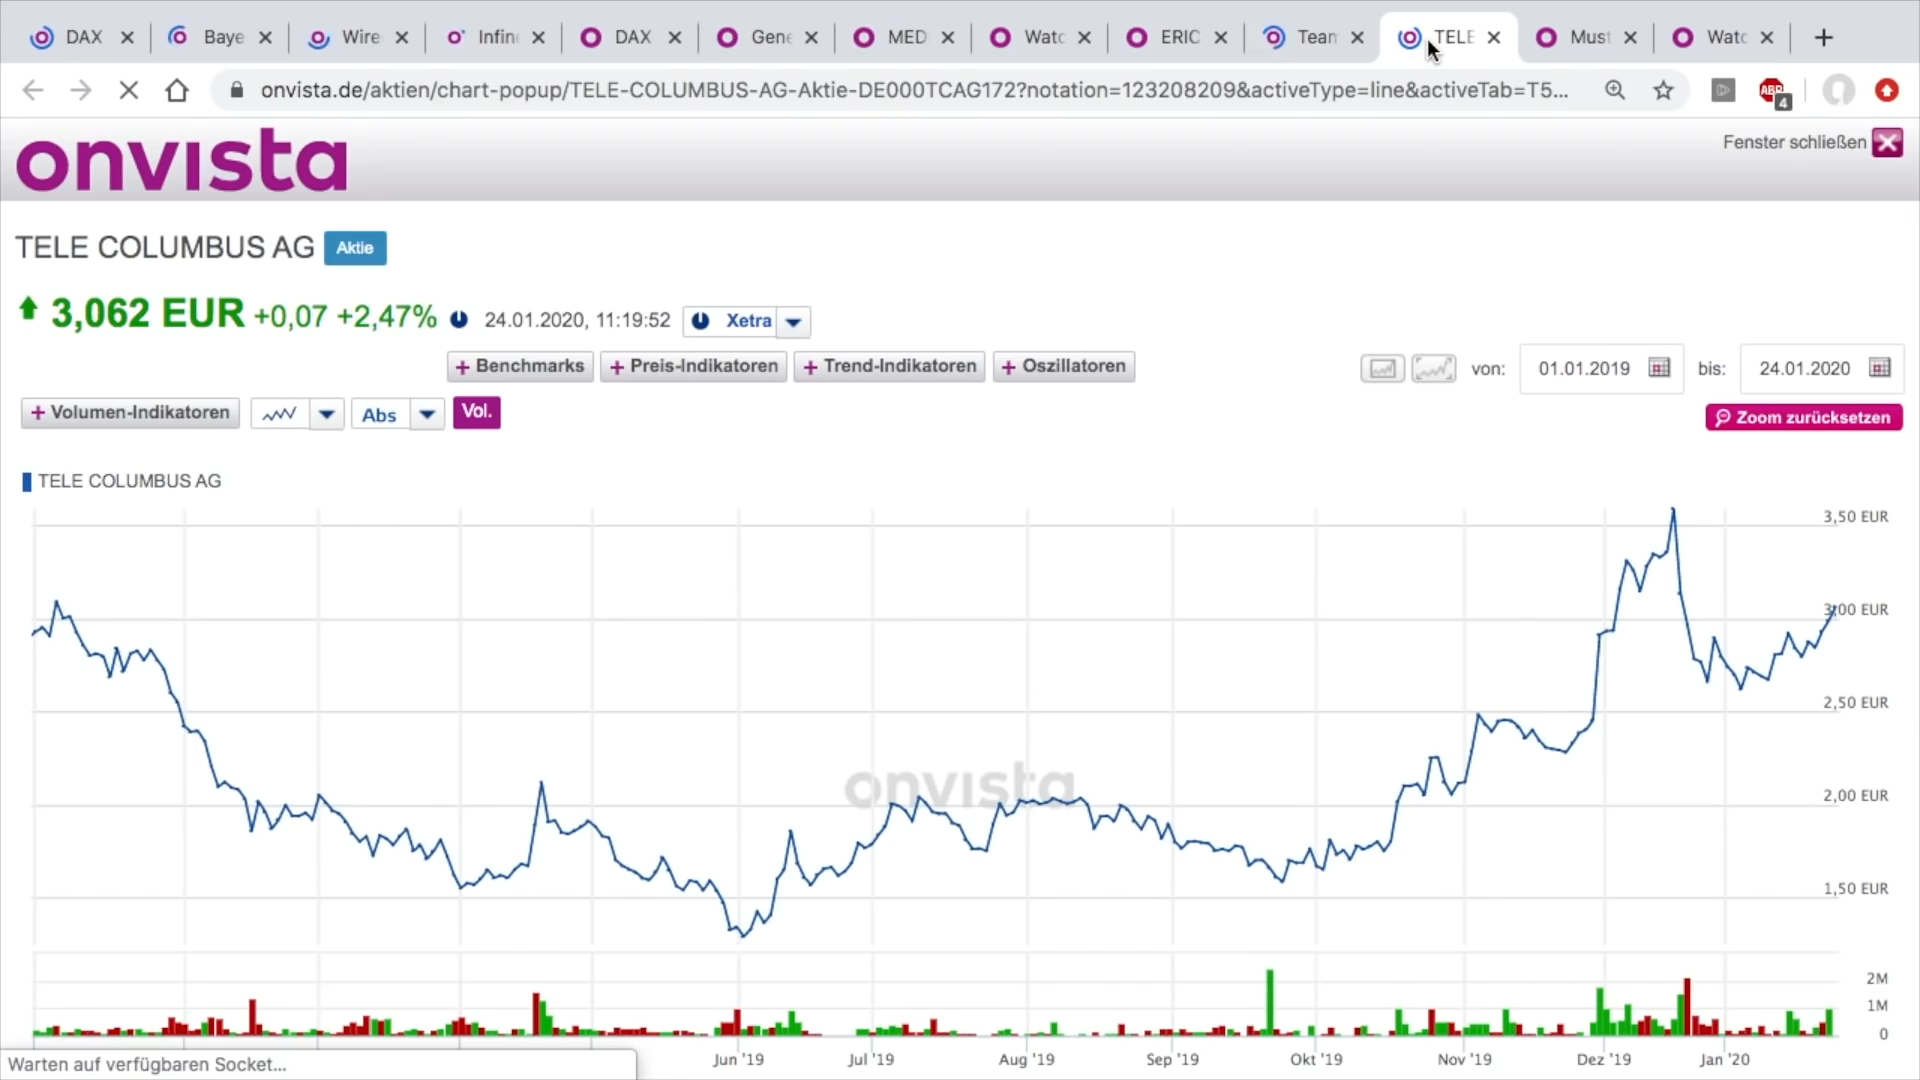 DAX Baye Wire Infin DAX Gene MED Watc ERIC Team TELE Must Watc
onvista.de/aktien/chart-popup/TELE-COLUMBUS-AG-Aktie-DE000TCAG172?notation=123208209&activeType=line&activeTab=T5...
ABP 4
onvista
Fenster schließen
TELE COLUMBUS AG Aktie
3,062 EUR +0,07 +2,47% 24.01.2020, 11:19:52 Xetra
+ Benchmarks + Preis-Indikatoren + Trend-Indikatoren + Oszillatoren von: 01.01.2019 bis: 24.01.2020
+ Volumen-Indikatoren Abs Vol. Zoom zurücksetzen
TELE COLUMBUS AG
3,50 EUR
3,00 EUR
2,50 EUR
onvista
2,00 EUR
1,50 EUR
2M
1M
0
Warten auf verfügbaren Socket...
Jun '19 Jul '19 Aug '19 Sep '19 Okt '19 Nov '19 Dez '19 Jan '20